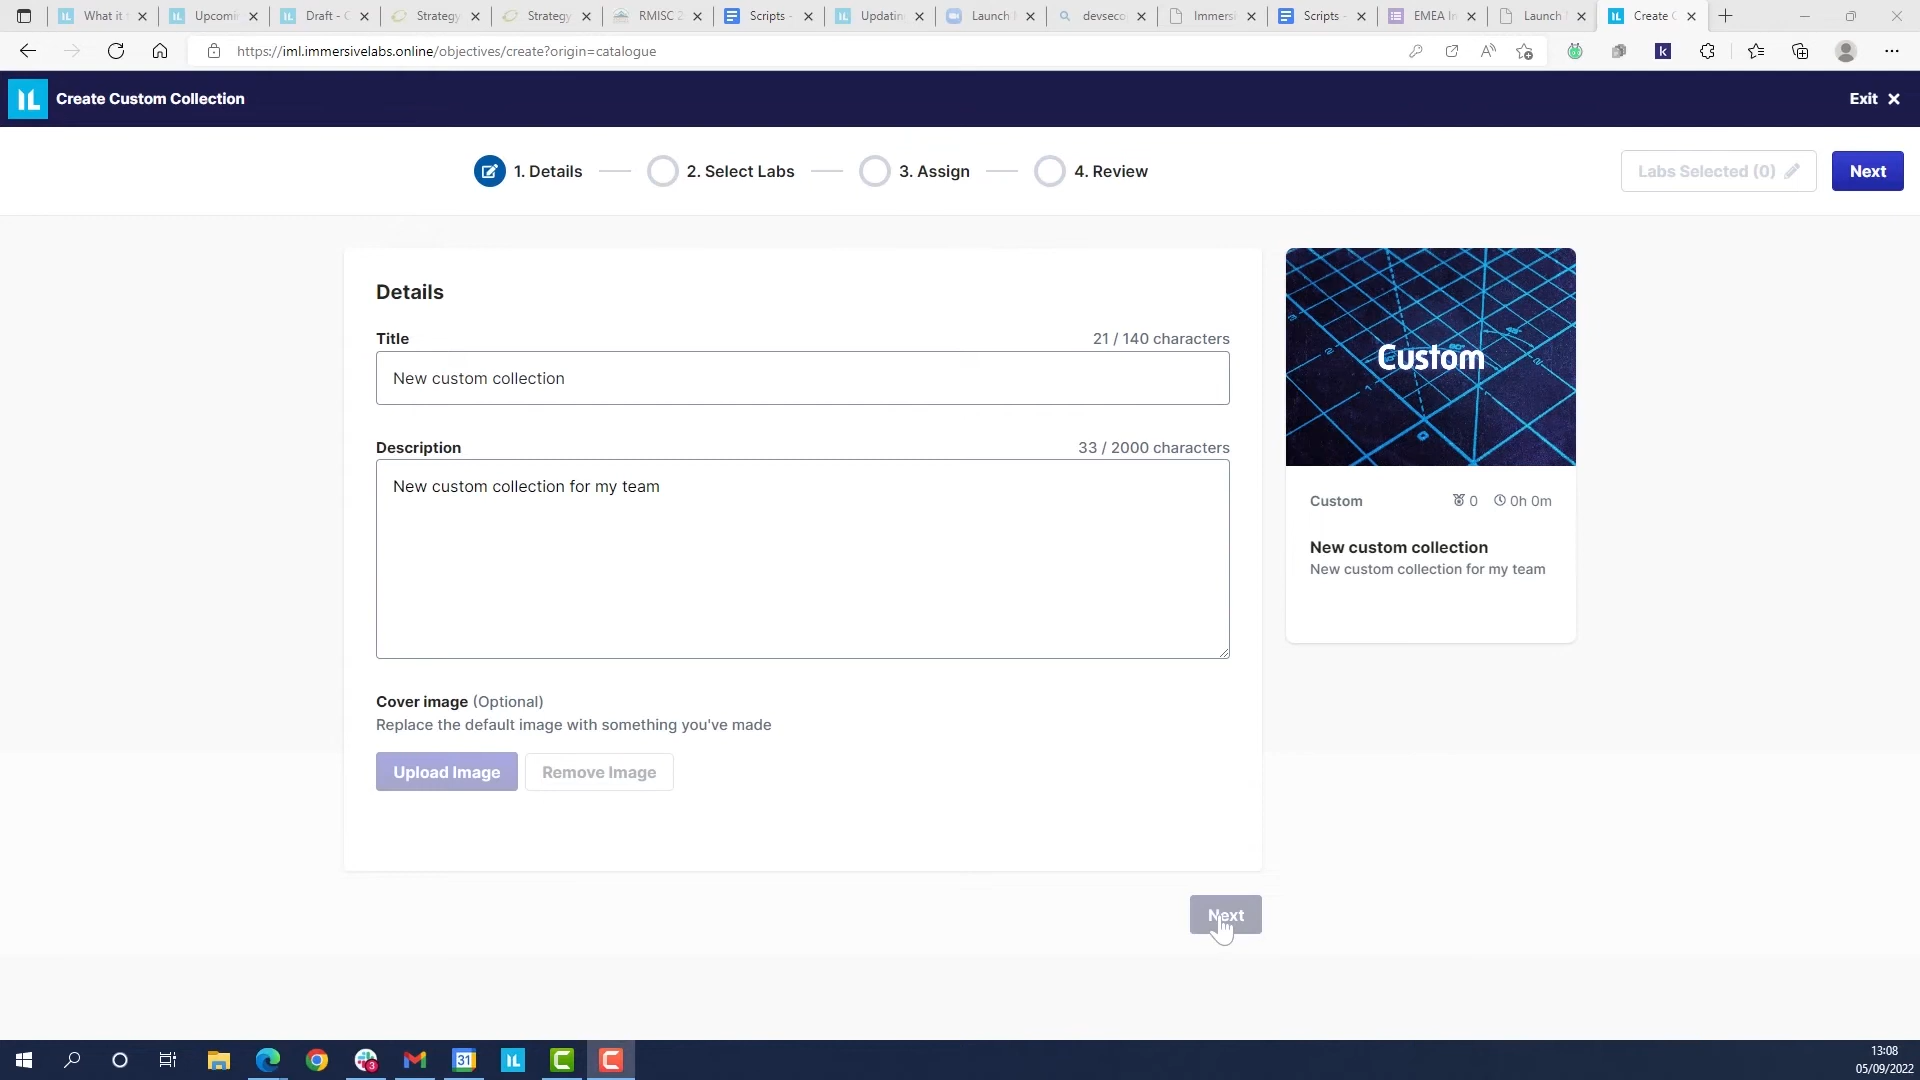 What it
Upcomin
Draft - C
Strategy
Strategy
RMISC 2
Scripts -
Updatin
Launch
devseco
Immersi
Scripts -
EMEA In
Launch
Create C
https://iml.immersivelabs.online/objectives/create?origin=catalogue
IL
Create Custom Collection
Exit
1. Details
2. Select Labs
3. Assign
4. Review
Labs Selected (0)
Next
Details
Title
21 / 140 characters
New custom collection
Description
33 / 2000 characters
New custom collection for my team
Cover image (Optional)
Replace the default image with something you've made
Upload Image
Remove Image
Next
Custom
Custom
0
0h 0m
New custom collection
New custom collection for my team
31
3
13:08
05/09/2022